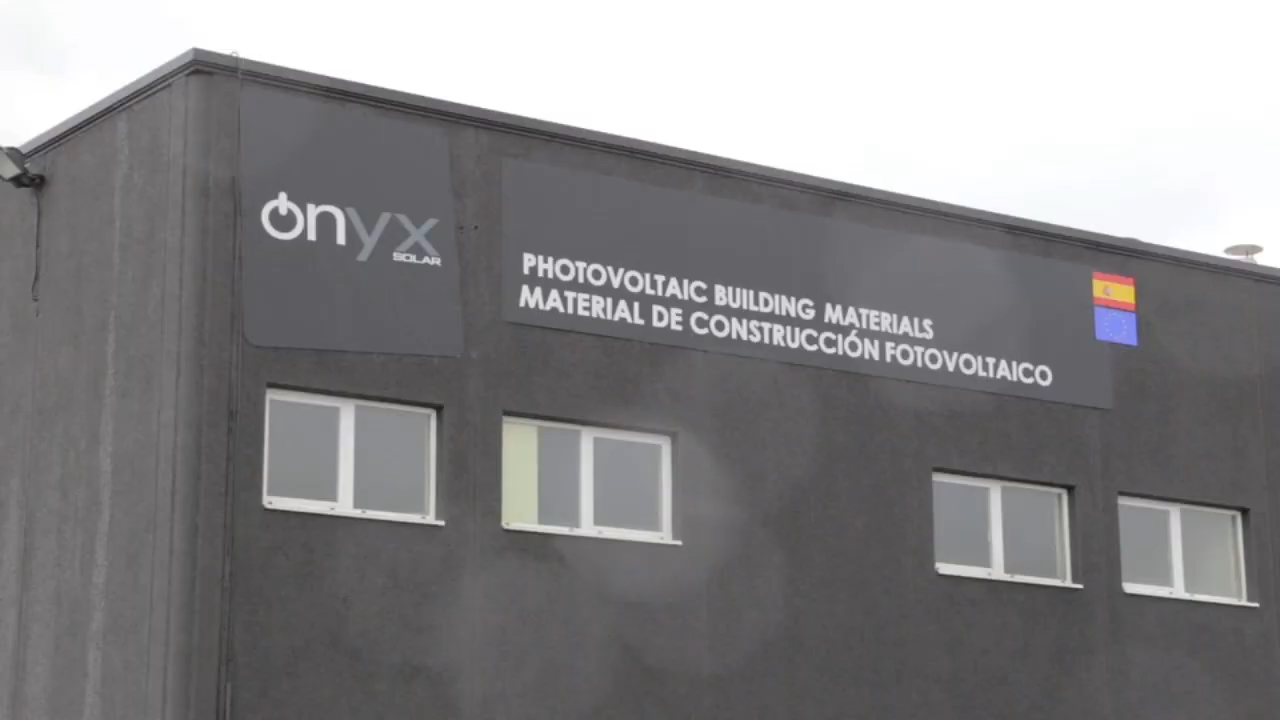 onyx
SOLAR
PHOTOVOLTAIC BUILDING MATERIALS
MATERIAL DE CONSTRUCCIÓN FOTOVOLTAICO